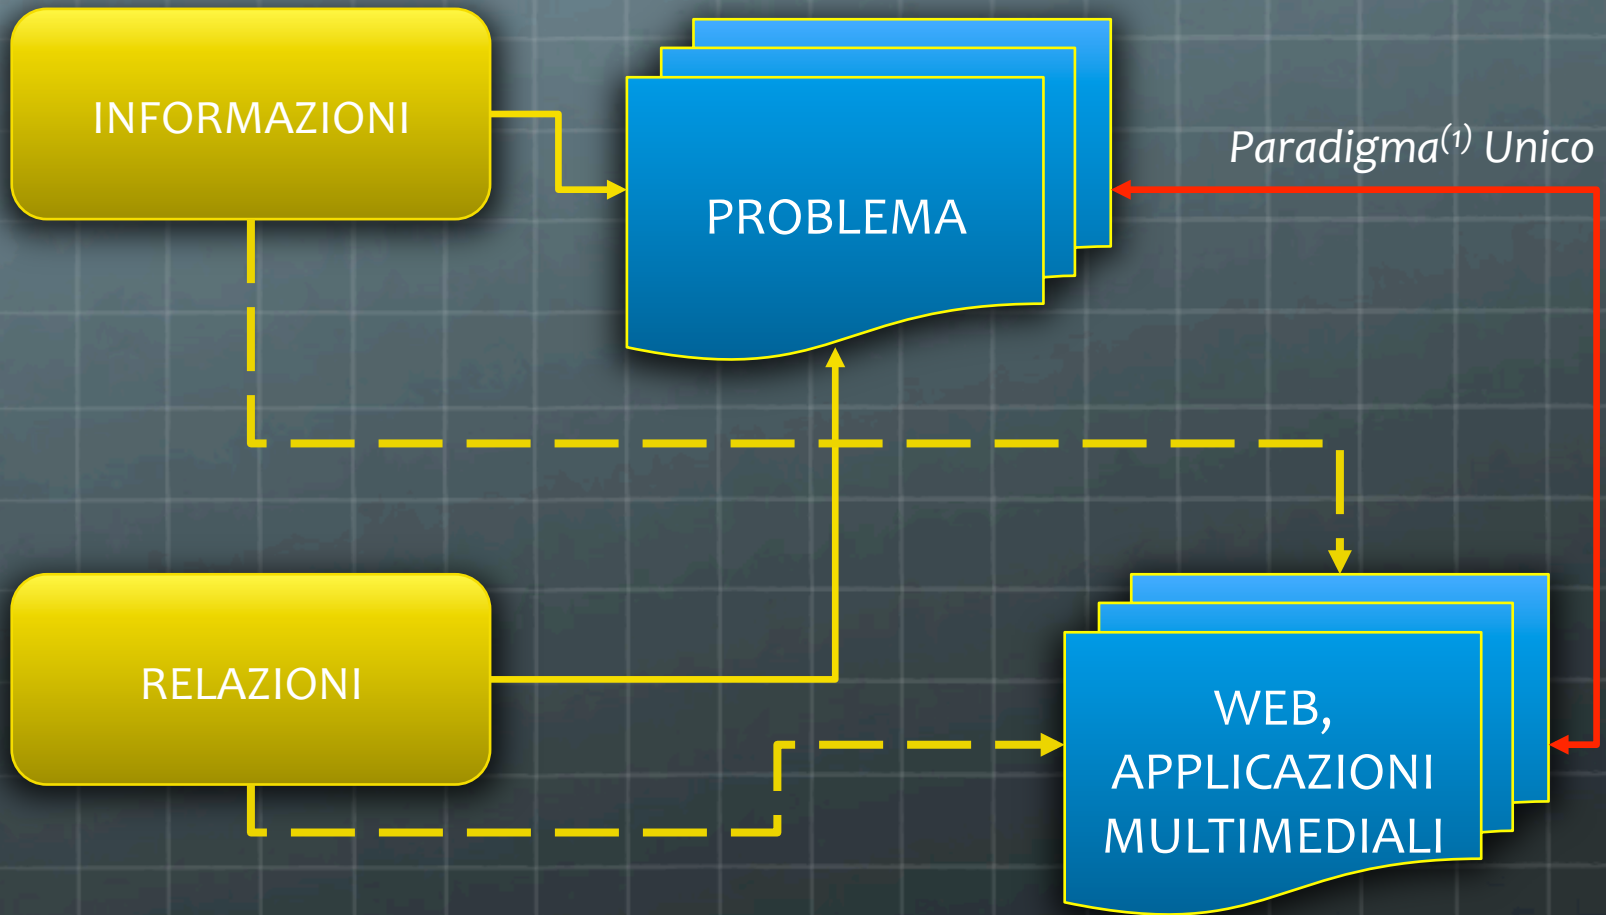 INFORMAZIONI
PROBLEMA
Paradigma(1) Unico
RELAZIONI
WEB,
APPLICAZIONI
MULTIMEDIALI